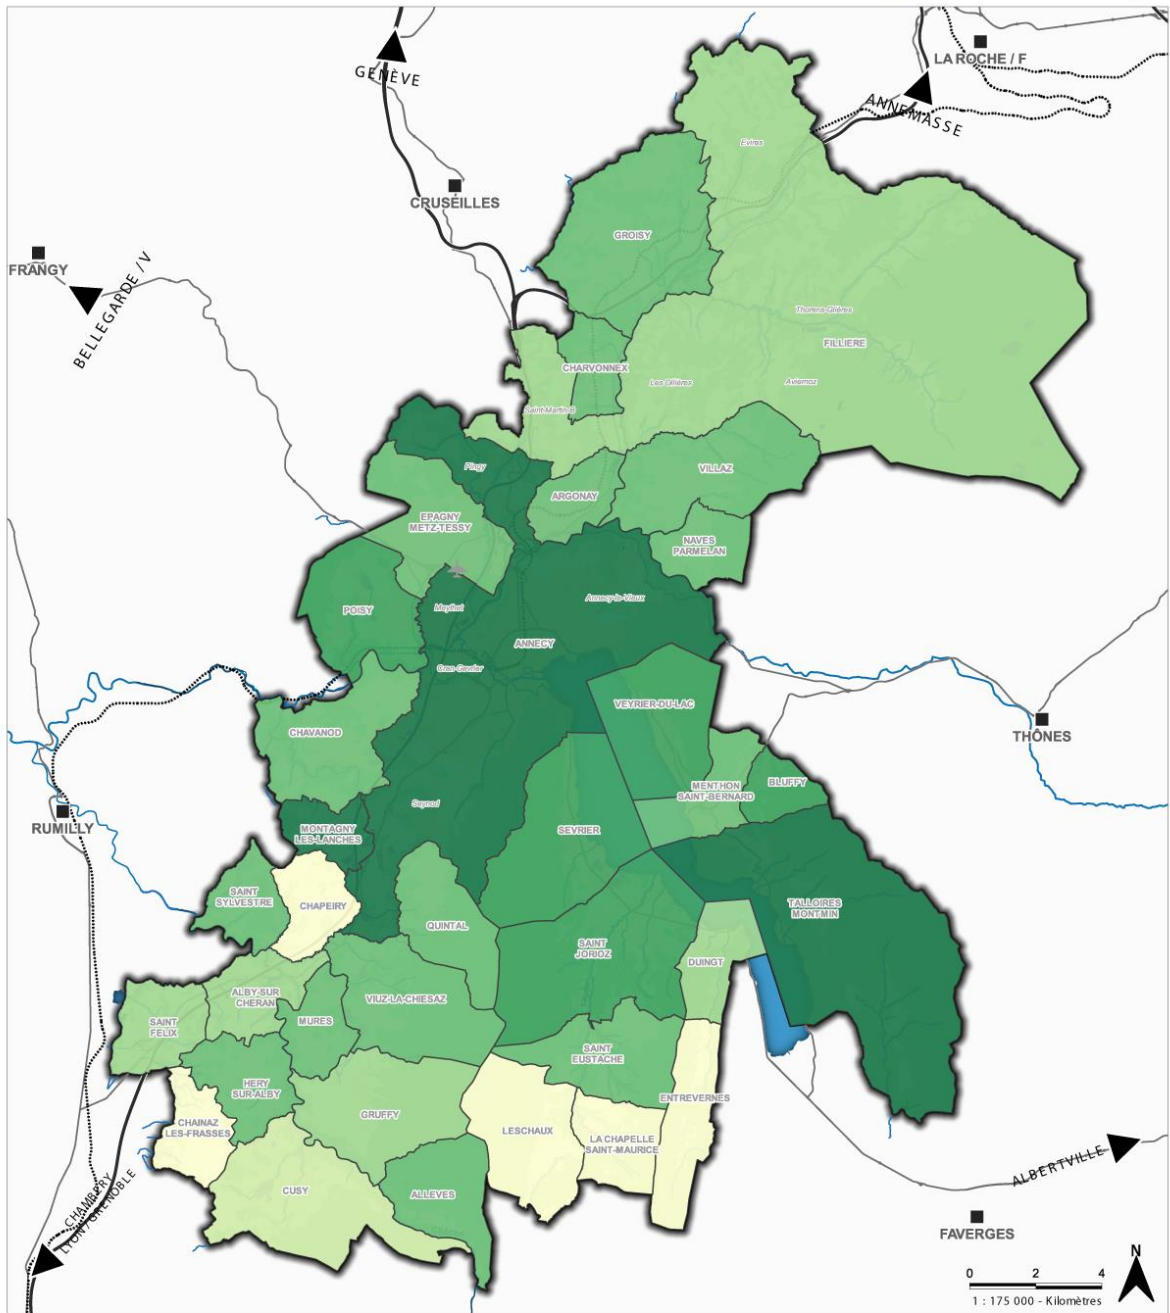 LA ROCHE / F
GENÈVE
ANNEMASSE
Evires
CRUSEILLES
GROISY
FRANGY
BELLEGARDE /V
Thorens-Glières
FILLIERE
CHARVONNEX
Les Ollières
Aviernoz
Saint-Martin-B
Pringy
VILLAZ
ARGONAY
EPAGNY
METZ-TESSY
NAVES
PARMELAN
POISY
Meythet
Annecy-le-Vieux
ANNECY
Cran-Gevrier
VEYRIER-DU-LAC
CHAVANOD
THÔNES
MENTHON
SAINT-BERNARD
BLUFFY
Seynod
RUMILLY
MONTAGNY
LES-LANCHES
SEVRIER
SAINT
SYLVESTRE
CHAPEIRY
TALLOIRES
MONTMIN
QUINTAL
SAINT
JORIOZ
DUINGT
ALBY-SUR
CHERAN
VIUZ-LA-CHIESAZ
SAINT
FELIX
MURES
SAINT
EUSTACHE
HERY
SUR-ALBY
ENTREVERNES
GRUFFY
CHAINAZ
LES-FRASSES
LESCHAUX
LA CHAPELLE
SAINT-MAURICE
ALBERTVILLE
CUSY
ALLEVES
CHAMBÉRY
LYON / GRENOBLE
FAVERGES
N
0 2 4
1 : 175 000 - Kilomètres